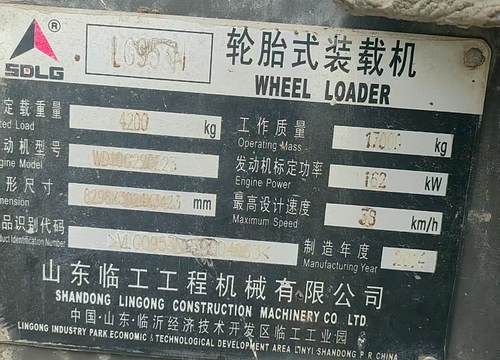 SDLG ® 轮胎式装载机
WHEEL LOADER
定载重量 4200 kg 工作质量 kg
ted Load Operating Mass
动机型号 发动机标定功率 162 kW
ngine Model Engine Power
形尺寸 mm 最高设计速度 38 km/h
mension Maximum Speed
品识别代码 制造年度
duct Identification Number Manufacturing Year
山东临工工程机械有限公司
SHANDONG LINGONG CONSTRUCTION MACHINERY CO LTD.
中国·山东·临沂经济技术开发区临工工业园
LINGONG INDUSTRY PARK ECONOMIC & TECHNOLOGICAL DEVELOPMENT AREA LINYI SHANDONG P.R CHINA